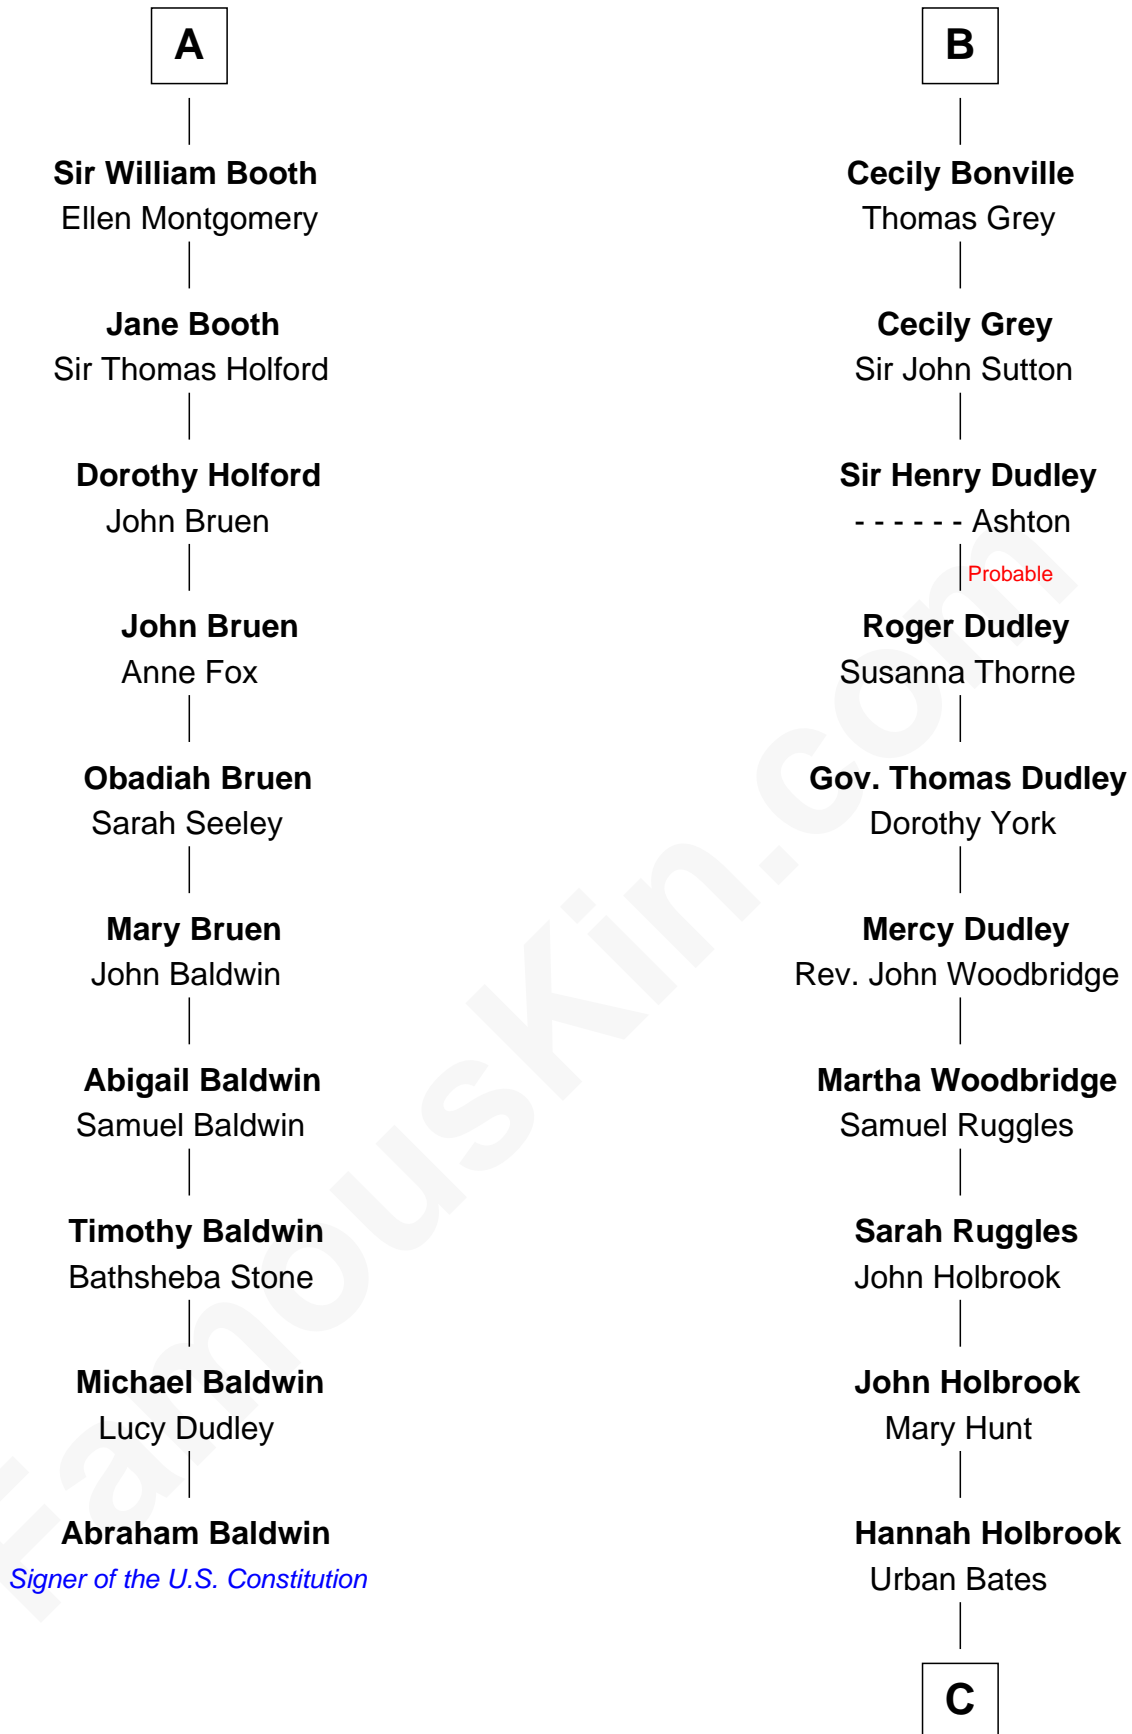 A
Sir William Booth
Ellen Montgomery
Jane Booth
Sir Thomas Holford
Dorothy Holford
John Bruen
John Bruen
Anne Fox
Obadiah Bruen
Sarah Seeley
Mary Bruen
John Baldwin
Abigail Baldwin
Samuel Baldwin
Timothy Baldwin
Bathsheba Stone
Michael Baldwin
Lucy Dudley
Abraham Baldwin
Signer of the U.S. Constitution
B
Cecily Bonville
Thomas Grey
Cecily Grey
Sir John Sutton
Sir Henry Dudley
- - - - - - Ashton
Probable
Roger Dudley
Susanna Thorne
Gov. Thomas Dudley
Dorothy York
Mercy Dudley
Rev. John Woodbridge
Martha Woodbridge
Samuel Ruggles
Sarah Ruggles
John Holbrook
John Holbrook
Mary Hunt
Hannah Holbrook
Urban Bates
C
FamousKin.com